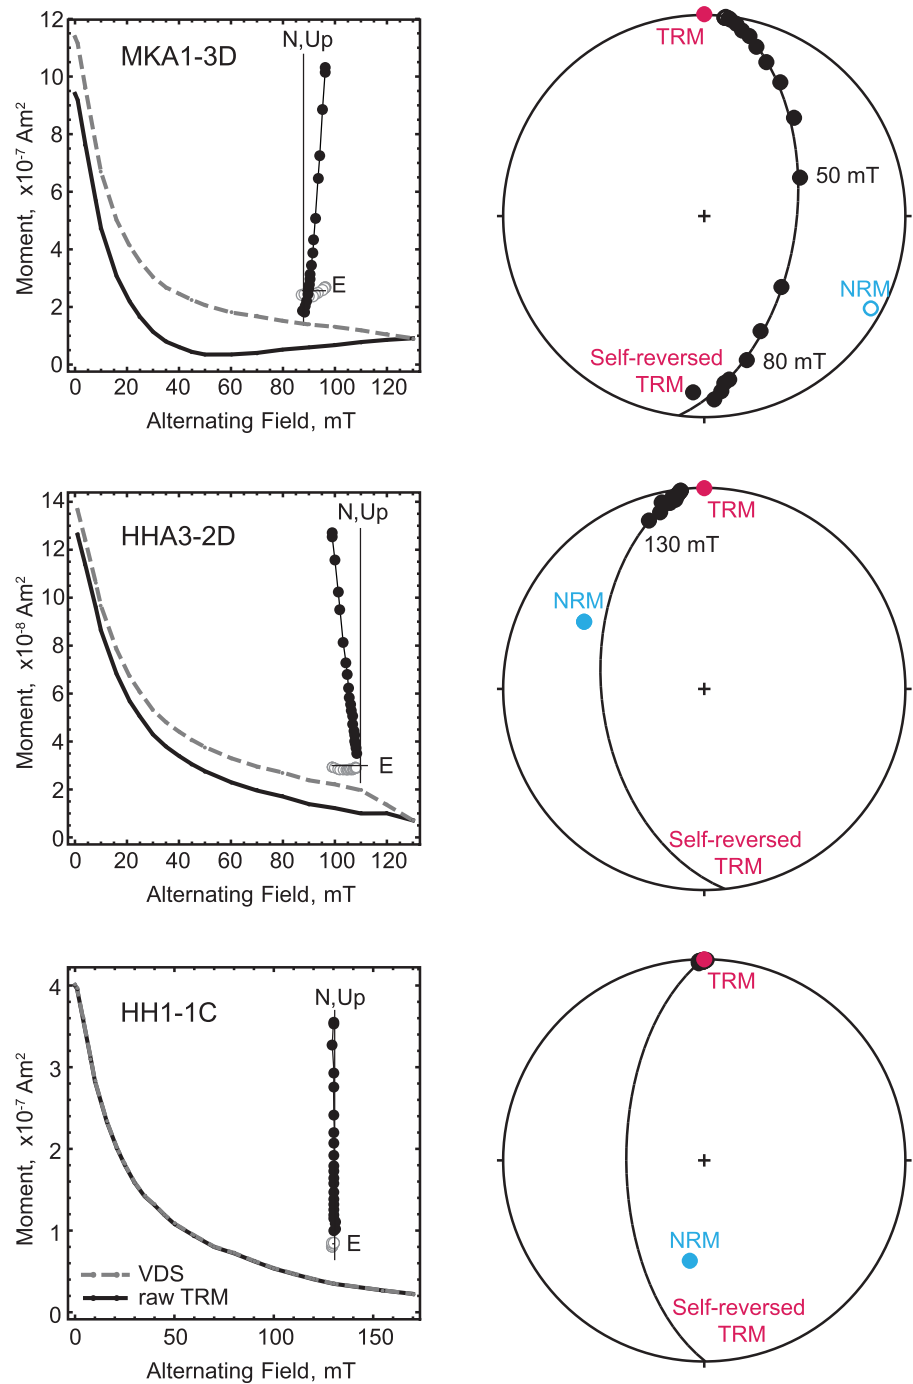 MKA1-3D
N,Up
E
Moment, x10-7 Am2
0
2
4
6
8
10
12
0 20 40 60 80 100 120
Alternating Field, mT
TRM
50 mT
NRM
80 mT
Self-reversed
TRM
HHA3-2D
N,Up
E
Moment, x10-8 Am2
0
2
4
6
8
10
12
14
0 20 40 60 80 100 120
Alternating Field, mT
TRM
130 mT
NRM
Self-reversed
TRM
HH1-1C
N,Up
E
VDS
raw TRM
Moment, x10-7 Am2
0
1
2
3
4
0 50 100 150
Alternating Field, mT
TRM
NRM
Self-reversed
TRM